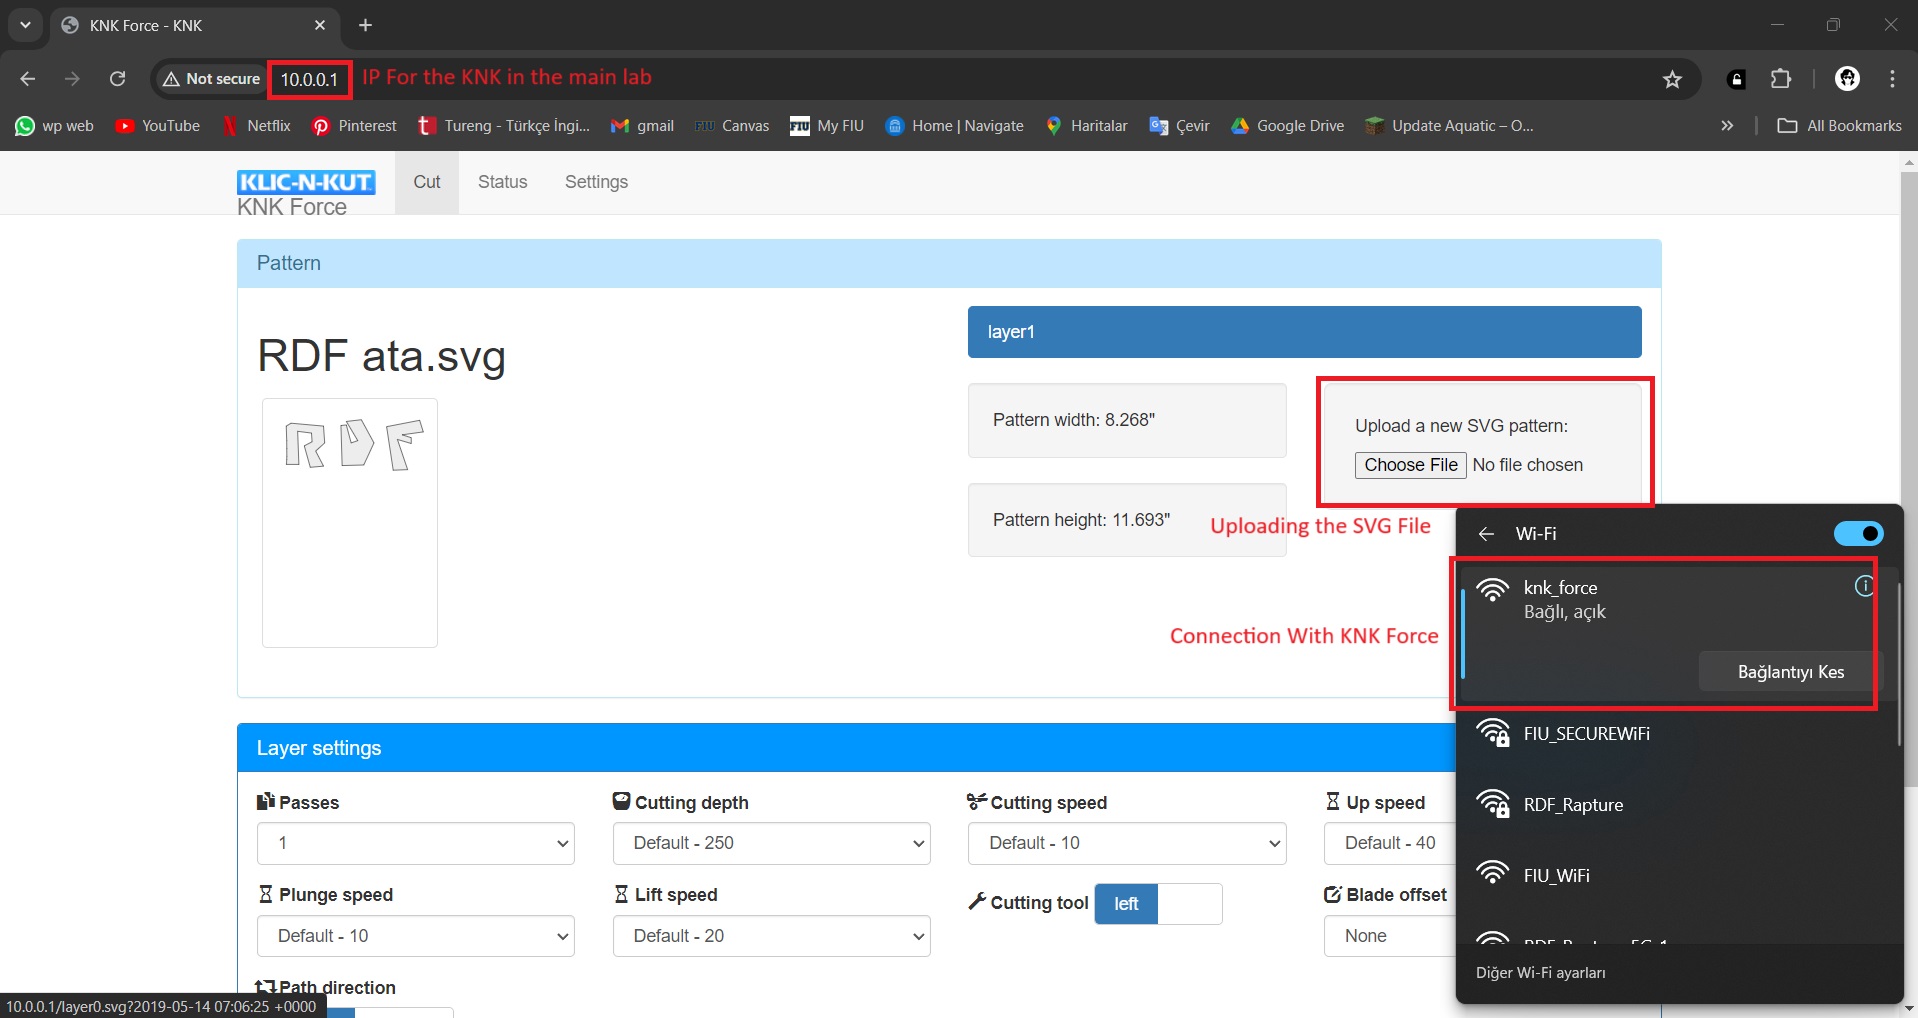 KNK Force - KNK
Not secure 10.0.0.1 IP For the KNK in the main lab
wp web YouTube Netflix Pinterest Tureng - Türkçe İngi... gmail FIU Canvas FIU My FIU Home | Navigate Haritalar Çevir Google Drive Update Aquatic – O... All Bookmarks
KLIC-N-KUT
KNK Force
Cut Status Settings
Pattern
RDF ata.svg
RDF
layer1
Pattern width: 8.268"
Upload a new SVG pattern:
Choose File No file chosen
Pattern height: 11.693"
Uploading the SVG File
Connection With KNK Force
Wi-Fi
knk_force
Bağlı, açık
Bağlantıyı Kes
FIU_SECUREWiFi
RDF_Rapture
FIU_WiFi
Diğer Wi-Fi ayarları
Layer settings
Passes Cutting depth Cutting speed Up speed
1 Default - 250 Default - 10 Default - 40
Plunge speed Lift speed Cutting tool left Blade offset
Default - 10 Default - 20 None
Path direction
10.0.0.1/layer0.svg?2019-05-14 07:06:25 +0000